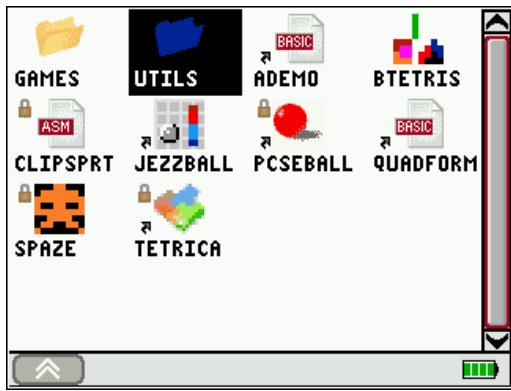 BASIC
GAMES UTILS ADEMO BTETRIS
ASM BASIC
CLIPSPRT JEZZBALL PCSEBALL QUADFORM
SPAZE TETRICA